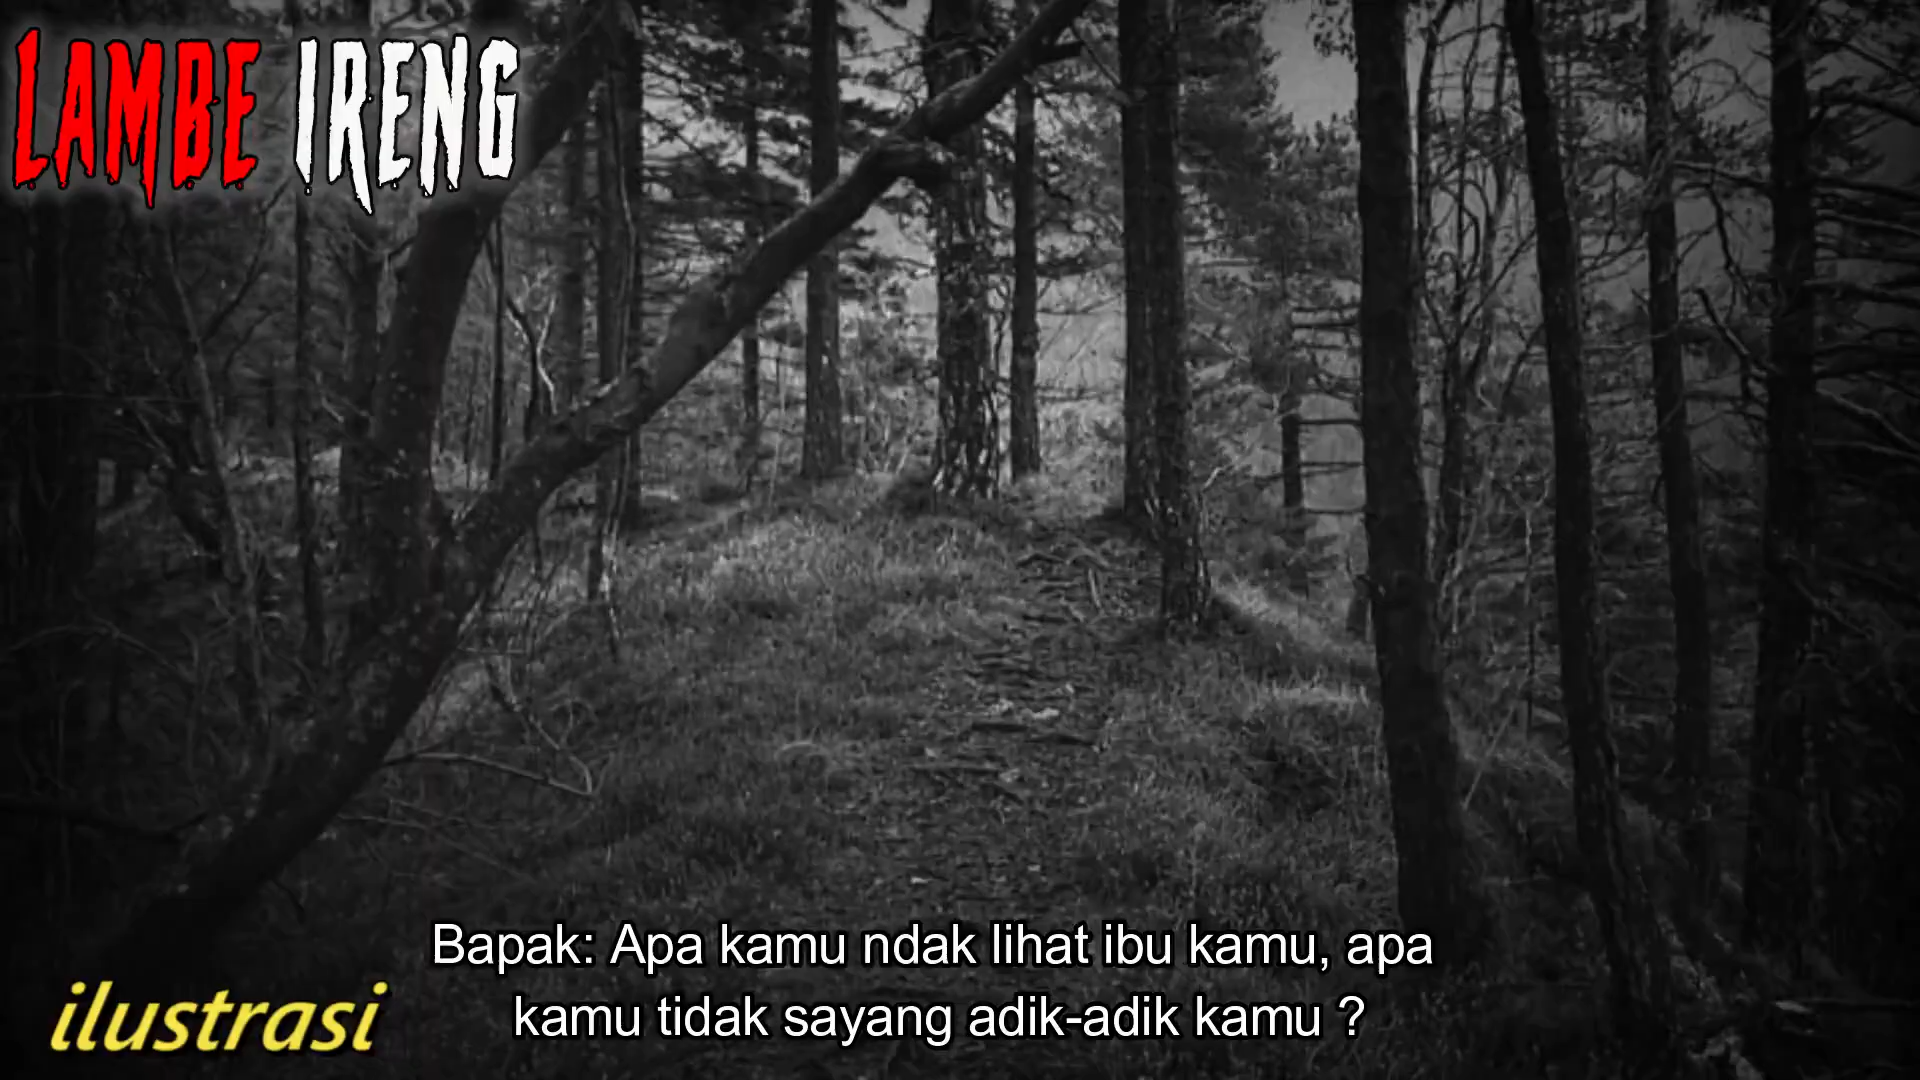 LAMBE IRENG
Bapak: Apa kamu ndak lihat ibu kamu, apa
kamu tidak sayang adik-adik kamu ?
ilustrasi